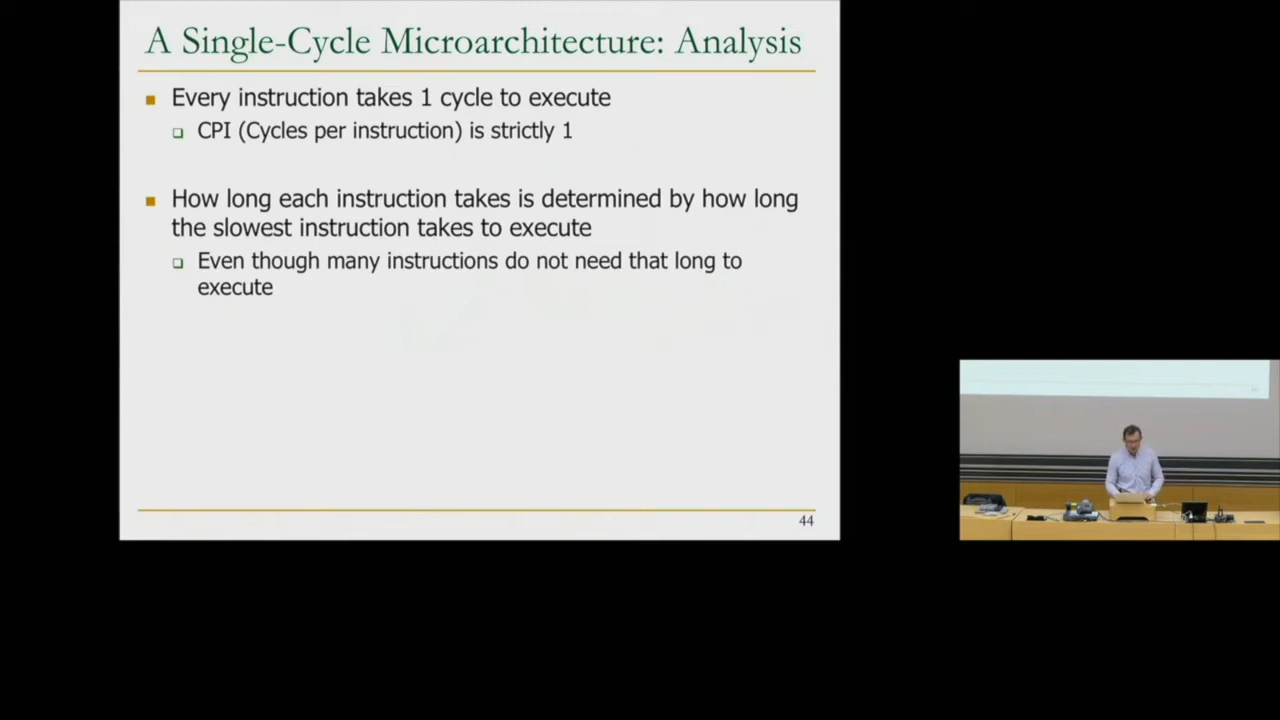 A Single-Cycle Microarchitecture: Analysis
Every instruction takes 1 cycle to execute
CPI (Cycles per instruction) is strictly 1
How long each instruction takes is determined by how long
the slowest instruction takes to execute
Even though many instructions do not need that long to
execute
44